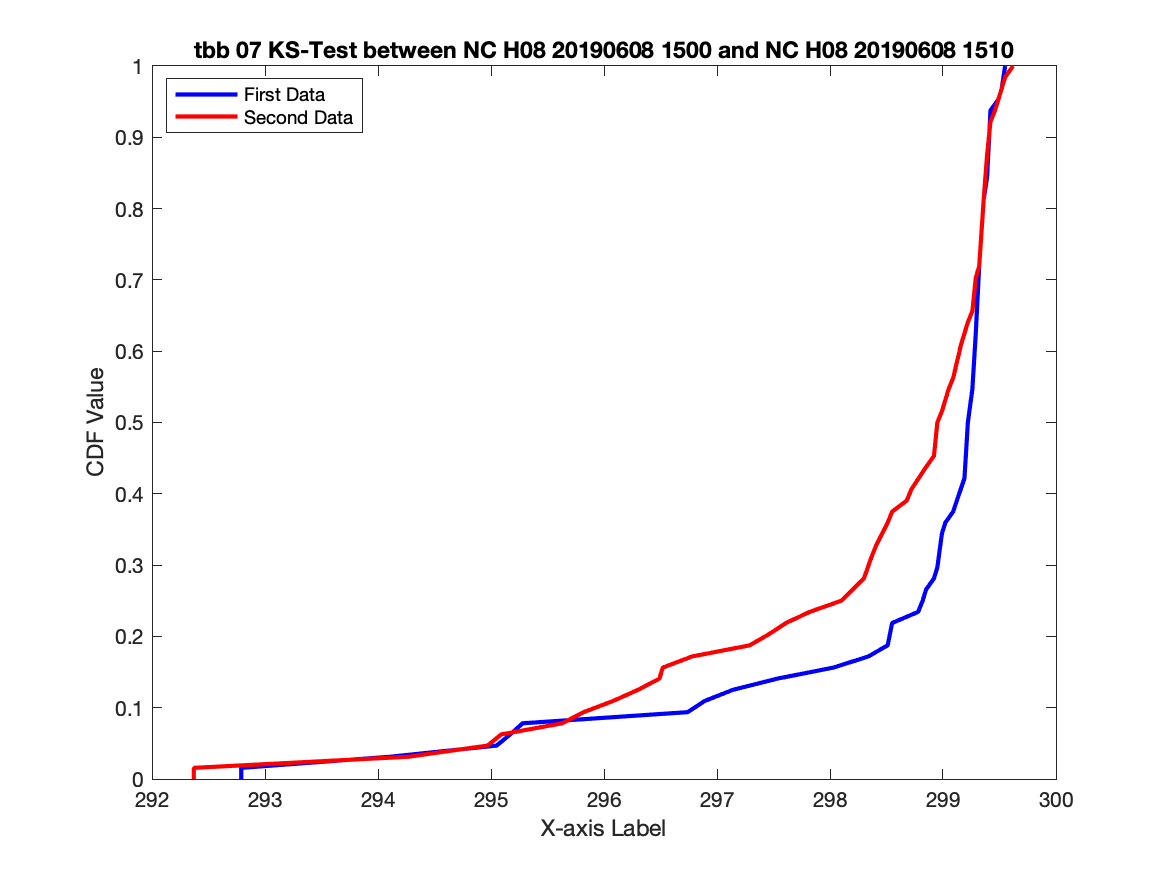 tbb 07 KS-Test between NC H08 20190608 1500 and NC H08 20190608 1510
First Data
Second Data
1
0.9
0.8
0.7
0.6
0.5
0.4
0.3
0.2
0.1
0
CDF Value
292 293 294 295 296 297 298 299 300
X-axis Label